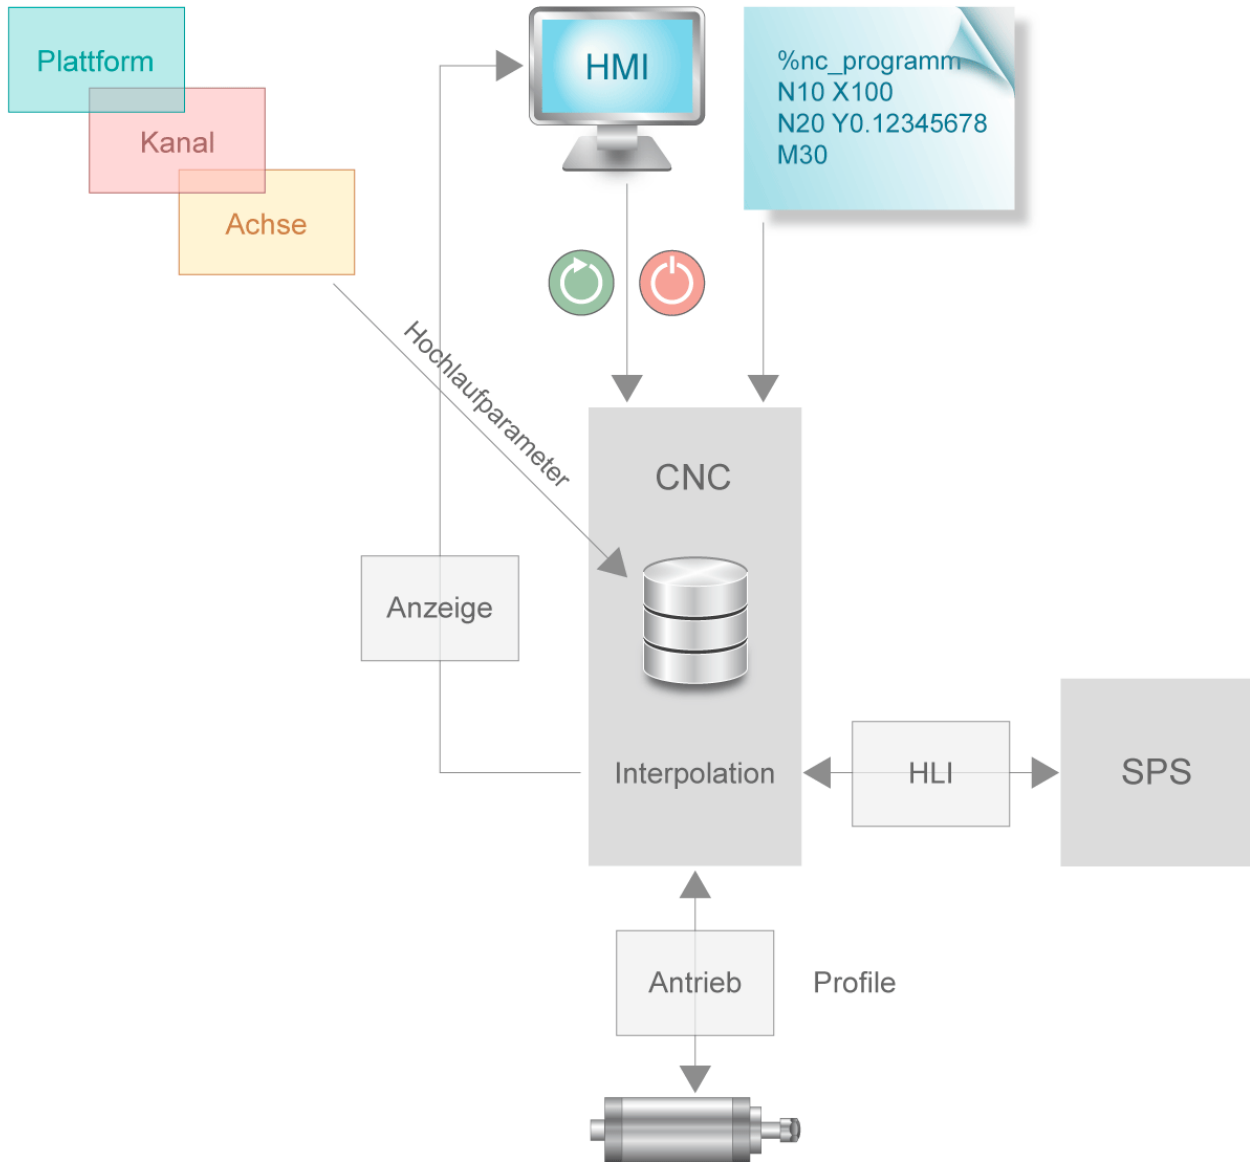 Plattform
Kanal
Achse
HMI
%nc_programm
N10 X100
N20 Y0.12345678
M30
Hochlaufparameter
CNC
Anzeige
Interpolation
HLI
SPS
Antrieb
Profile